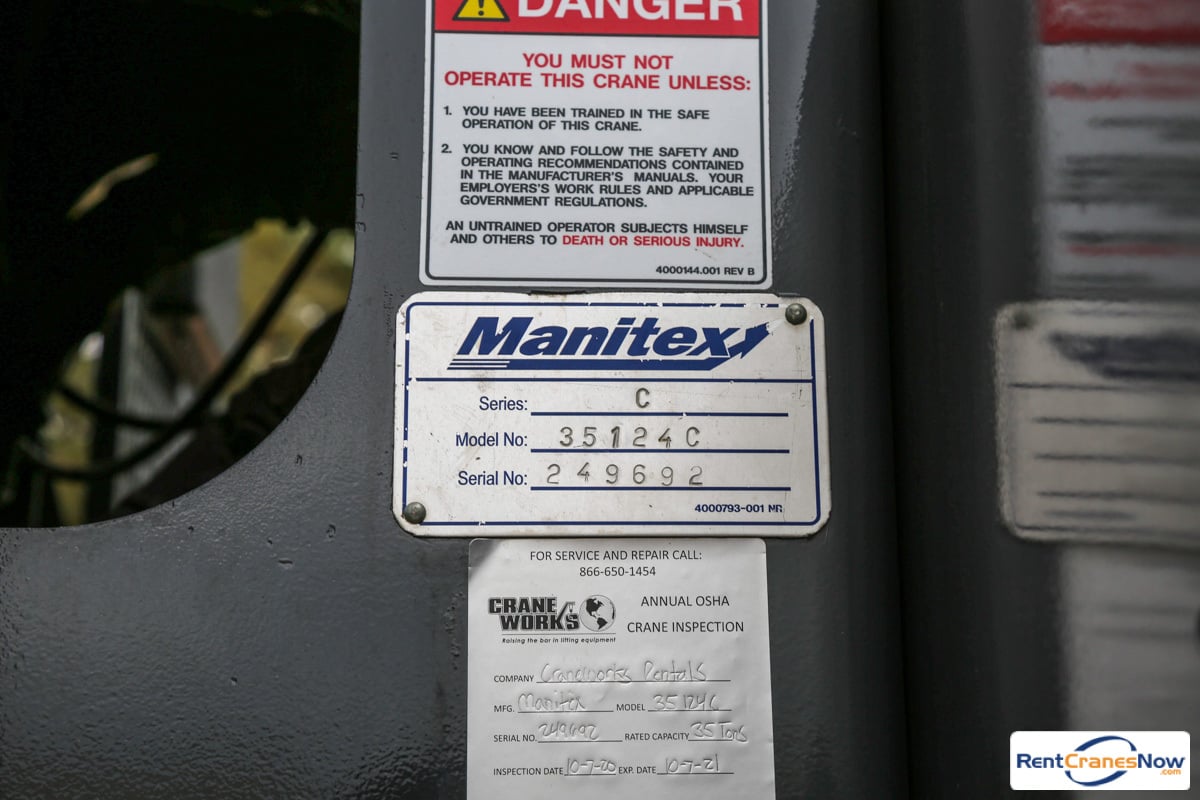 DANGER
YOU MUST NOT
OPERATE THIS CRANE UNLESS:
1. YOU HAVE BEEN TRAINED IN THE SAFE
OPERATION OF THIS CRANE.
2. YOU KNOW AND FOLLOW THE SAFETY AND
OPERATING RECOMMENDATIONS CONTAINED
IN THE MANUFACTURER'S MANUALS. YOUR
EMPLOYERS'S WORK RULES AND APPLICABLE
GOVERNMENT REGULATIONS.
AN UNTRAINED OPERATOR SUBJECTS HIMSELF
AND OTHERS TO DEATH OR SERIOUS INJURY.
4000144.001 REV B
Manitex
Series: C
Model No: 35124C
Serial No: 249692
4000793-001 NR
FOR SERVICE AND REPAIR CALL:
866-650-1454
CRANE WORKS
Raising the bar in lifting equipment
ANNUAL OSHA
CRANE INSPECTION
COMPANY Craneworks Rentals
MFG. Manitex MODEL 35124C
SERIAL NO. 249692 RATED CAPACITY 35 Tons
INSPECTION DATE 10-7-20 EXP. DATE 10-7-21
RentCranesNow.com